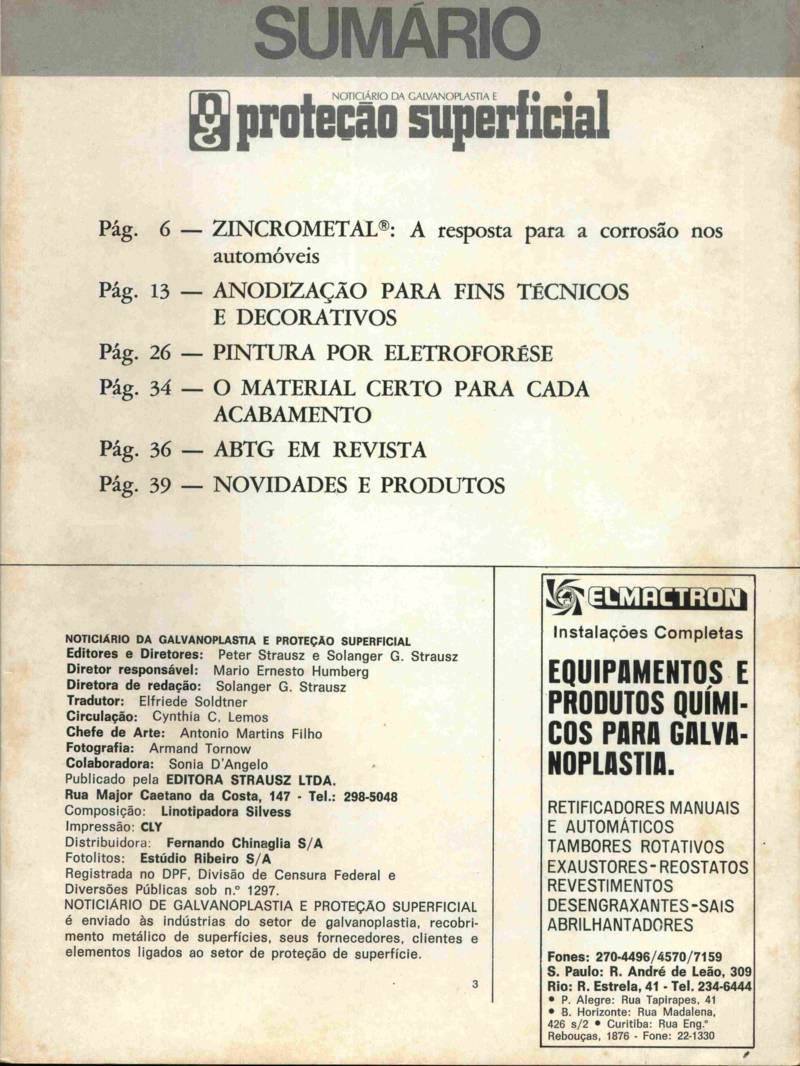 SUMÁRIO
NOTICIÁRIO DA GALVANOPLASTIA E
npg proteção superficial
Pág. 6 — ZINCROMETAL®: A resposta para a corrosão nos
automóveis
Pág. 13 — ANODIZAÇÃO PARA FINS TÉCNICOS
E DECORATIVOS
Pág. 26 — PINTURA POR ELETROFORÉSE
Pág. 34 — O MATERIAL CERTO PARA CADA
ACABAMENTO
Pág. 36 — ABTG EM REVISTA
Pág. 39 — NOVIDADES E PRODUTOS
NOTICIÁRIO DA GALVANOPLASTIA E PROTEÇÃO SUPERFICIAL
Editores e Diretores: Peter Strausz e Solanger G. Strausz
Diretor responsável: Mario Ernesto Humberg
Diretora de redação: Solanger G. Strausz
Tradutor: Elfriede Soldtner
Circulação: Cynthia C. Lemos
Chefe de Arte: Antonio Martins Filho
Fotografia: Armand Tornow
Colaboradora: Sonia D'Angelo
Publicado pela EDITORA STRAUSZ LTDA.
Rua Major Caetano da Costa, 147 - Tel.: 298-5048
Composição: Linotipadora Silvess
Impressão: CLY
Distribuidora: Fernando Chinaglia S/A
Fotolitos: Estúdio Ribeiro S/A
Registrada no DPF, Divisão de Censura Federal e
Diversões Públicas sob n.º 1297.
NOTICIÁRIO DE GALVANOPLASTIA E PROTEÇÃO SUPERFICIAL
é enviado às indústrias do setor de galvanoplastia, recobri-
mento metálico de superfícies, seus fornecedores, clientes e
elementos ligados ao setor de proteção de superfície.
3
ELMACTRON
Instalações Completas
EQUIPAMENTOS E
PRODUTOS QUÍMI-
COS PARA GALVA-
NOPLASTIA.
RETIFICADORES MANUAIS
E AUTOMÁTICOS
TAMBORES ROTATIVOS
EXAUSTORES-REOSTATOS
REVESTIMENTOS
DESENGRAXANTES-SAIS
ABRILHANTADORES
Fones: 270-4496/4570/7159
S. Paulo: R. André de Leão, 309
Rio: R. Estrela, 41 - Tel. 234-6444
• P. Alegre: Rua Tapirapes, 41
• B. Horizonte: Rua Madalena,
426 s/2 • Curitiba: Rua Eng.º
Rebouças, 1876 - Fone: 22-1330